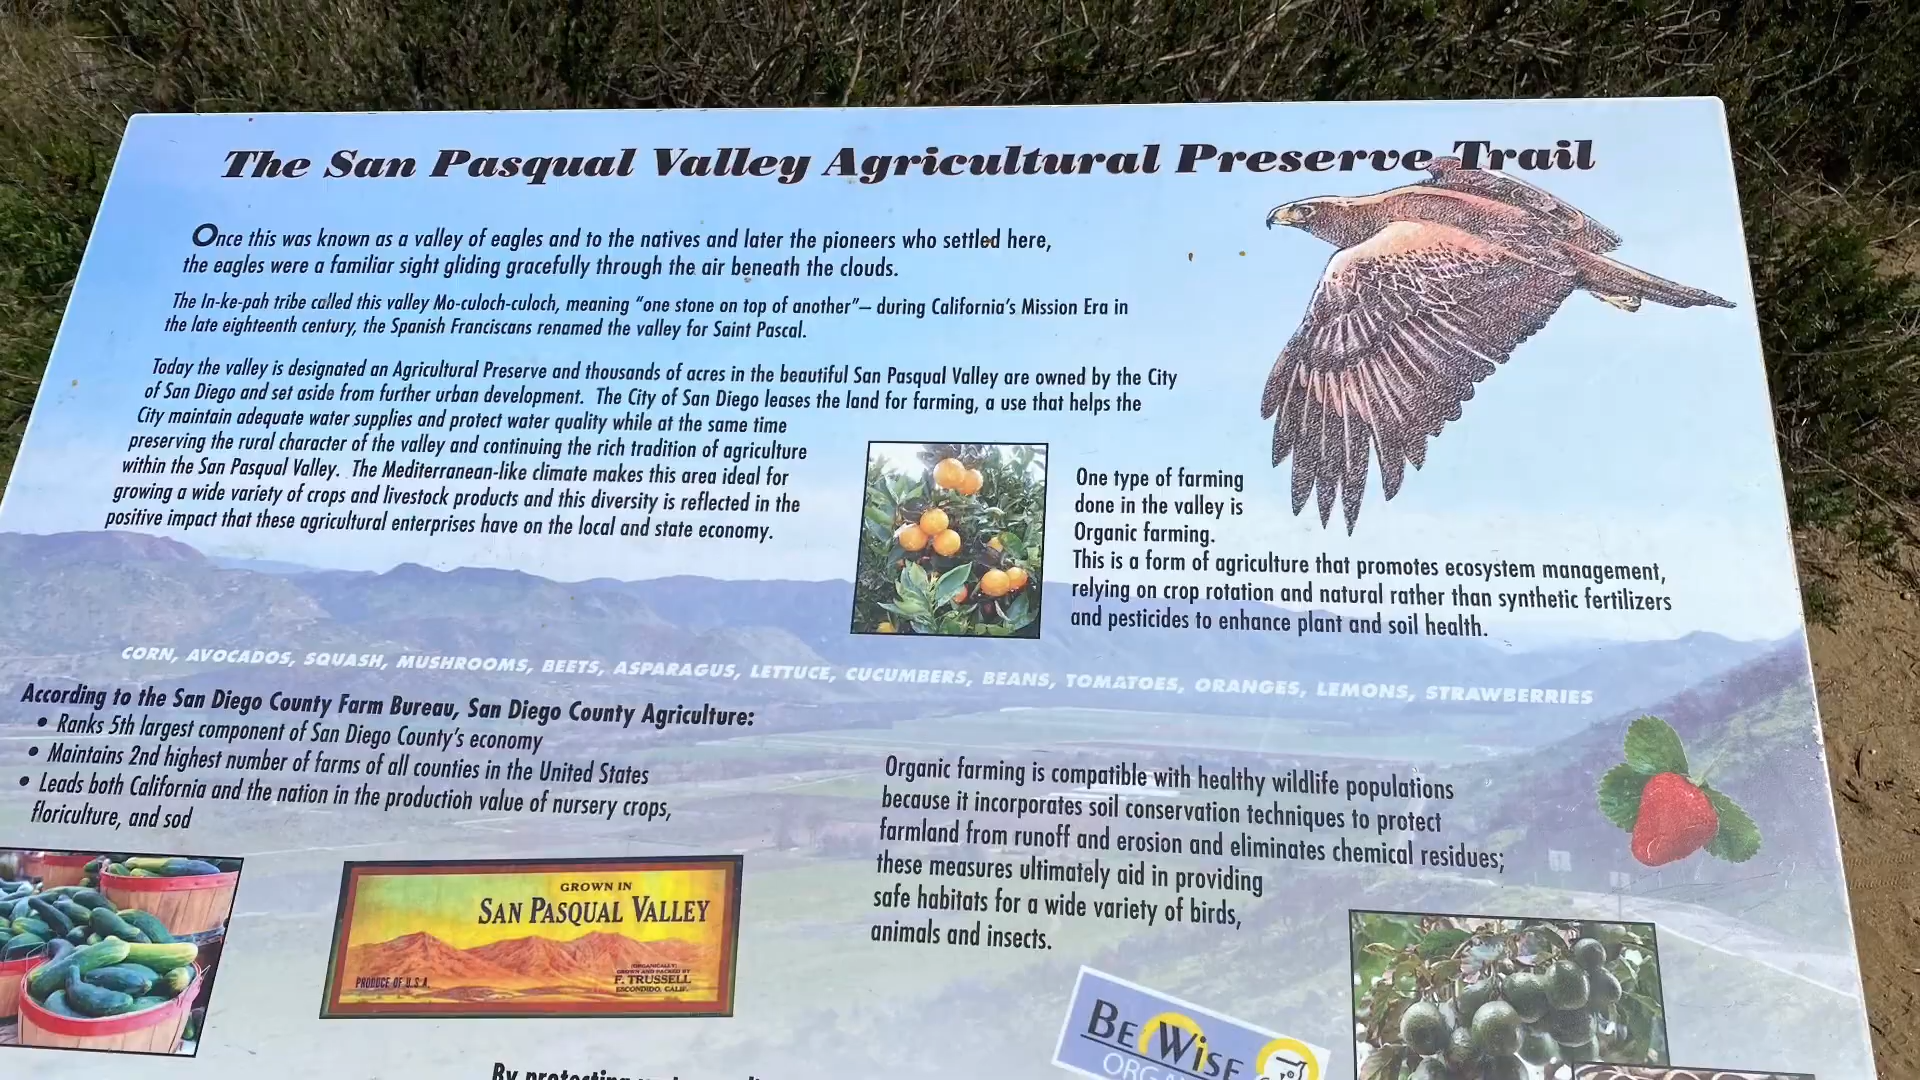 The San Pasqual Valley Agricultural Preserve Trail
Once this was known as a valley of eagles and to the natives and later the pioneers who settled here,
the eagles were a familiar sight gliding gracefully through the air beneath the clouds.
The In-ke-pah tribe called this valley Mo-culoch-culoch, meaning "one stone on top of another"– during California's Mission Era in
the late eighteenth century, the Spanish Franciscans renamed the valley for Saint Pascal.
Today the valley is designated an Agricultural Preserve and thousands of acres in the beautiful San Pasqual Valley are owned by the City
of San Diego and set aside from further urban development. The City of San Diego leases the land for farming, a use that helps the
City maintain adequate water supplies and protect water quality while at the same time
preserving the rural character of the valley and continuing the rich tradition of agriculture
within the San Pasqual Valley. The Mediterranean-like climate makes this area ideal for
growing a wide variety of crops and livestock products and this diversity is reflected in the
positive impact that these agricultural enterprises have on the local and state economy.
One type of farming
done in the valley is
Organic farming.
This is a form of agriculture that promotes ecosystem management,
relying on crop rotation and natural rather than synthetic fertilizers
and pesticides to enhance plant and soil health.
CORN, AVOCADOS, SQUASH, MUSHROOMS, BEETS, ASPARAGUS, LETTUCE, CUCUMBERS, BEANS, TOMATOES, ORANGES, LEMONS, STRAWBERRIES
According to the San Diego County Farm Bureau, San Diego County Agriculture:
• Ranks 5th largest component of San Diego County's economy
• Maintains 2nd highest number of farms of all counties in the United States
• Leads both California and the nation in the production value of nursery crops,
floriculture, and sod
Organic farming is compatible with healthy wildlife populations
because it incorporates soil conservation techniques to protect
farmland from runoff and erosion and eliminates chemical residues;
these measures ultimately aid in providing
safe habitats for a wide variety of birds,
animals and insects.
GROWN IN
SAN PASQUAL VALLEY
(ORGANICALLY)
GROWN AND PACKED BY
F. TRUSSELL
ESCONDIDO, CALIF.
PRODUCE OF U.S.A.
BE WISE
By protecting